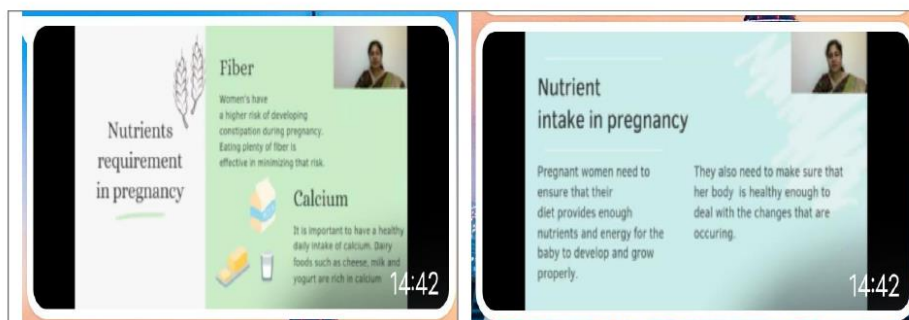 Nutrients
requirement
in pregnancy
Fiber
Women's have
a higher risk of developing
constipation during pregnancy.
Eating plenty of fiber is
effective in minimizing that risk.
Calcium
It is important to have a healthy
daily intake of calcium. Dairy
foods such as cheese, milk and
yogurt are rich in calcium
14:42
Nutrient
intake in pregnancy
Pregnant women need to
ensure that their
diet provides enough
nutrients and energy for the
baby to develop and grow
properly.
They also need to make sure that
her body is healthy enough to
deal with the changes that are
occuring.
14:42